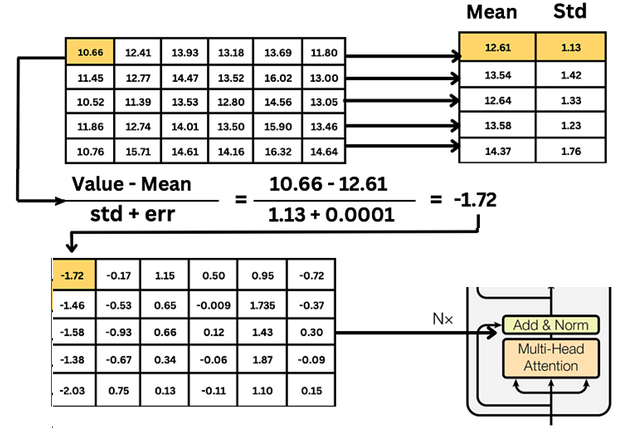 Mean Std
10.66 12.41 13.93 13.18 13.69 11.80 12.61 1.13
11.45 12.77 14.47 13.52 16.02 13.00 13.54 1.42
10.52 11.39 13.53 12.80 14.56 13.05 12.64 1.33
11.86 12.74 14.01 13.50 15.90 13.46 13.58 1.23
10.76 15.71 14.61 14.16 16.32 14.64 14.37 1.76
Value - Mean
std + err
=
10.66 - 12.61
1.13 + 0.0001
= -1.72
-1.72 -0.17 1.15 0.50 0.95 -0.72
-1.46 -0.53 0.65 -0.009 1.735 -0.37
-1.58 -0.93 0.66 0.12 1.43 0.30
-1.38 -0.67 0.34 -0.06 1.87 -0.09
-2.03 0.75 0.13 -0.11 1.10 0.15
N×
Add & Norm
Multi-Head
Attention